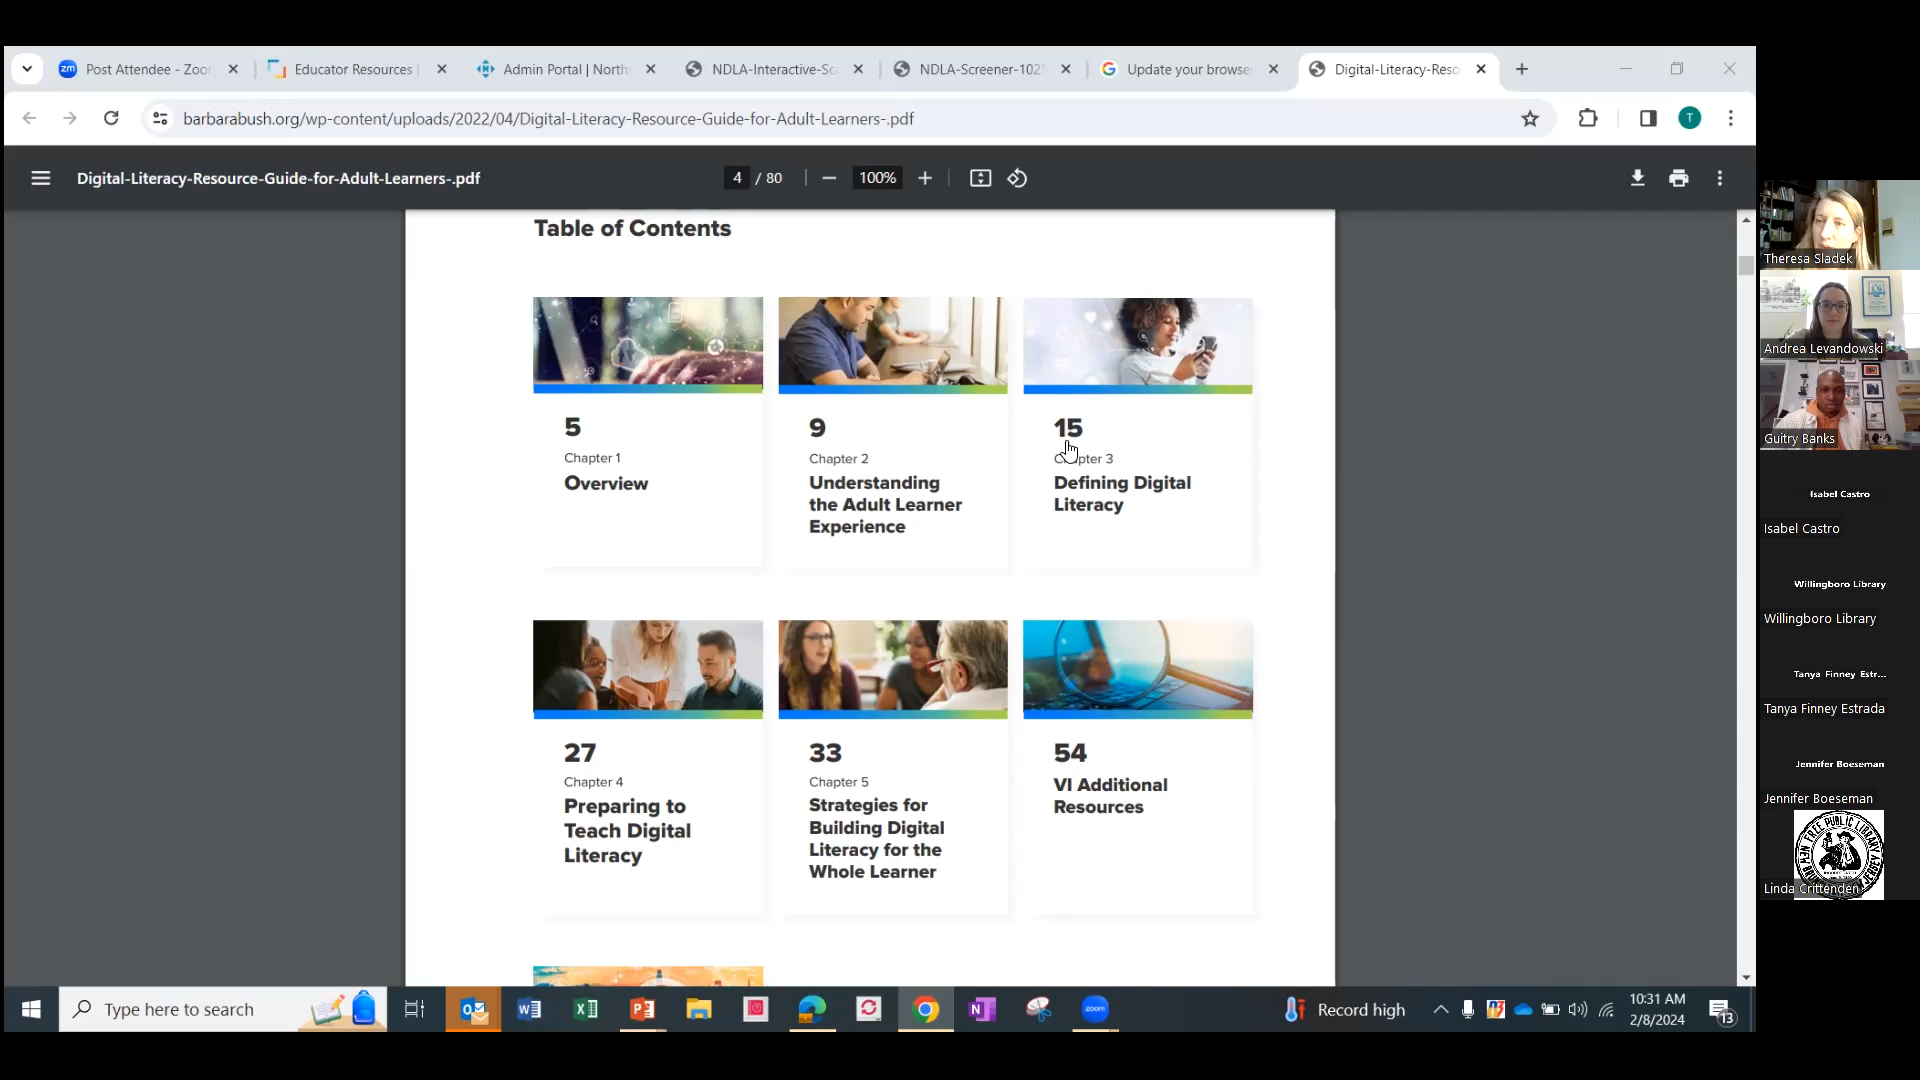 Post Attendee - Zoo
Educator Resources
Admin Portal | North
NDLA-Interactive-Sc
NDLA-Screener-102
Update your browse
Digital-Literacy-Reso
barbarabush.org/wp-content/uploads/2022/04/Digital-Literacy-Resource-Guide-for-Adult-Learners-.pdf
T
Digital-Literacy-Resource-Guide-for-Adult-Learners-.pdf
4 / 80
100%
Table of Contents
5
Chapter 1
Overview
9
Chapter 2
Understanding
the Adult Learner
Experience
15
Chapter 3
Defining Digital
Literacy
27
Chapter 4
Preparing to
Teach Digital
Literacy
33
Chapter 5
Strategies for
Building Digital
Literacy for the
Whole Learner
54
VI Additional
Resources
Theresa Sladek
Andrea Levandowski
Guitry Banks
Isabel Castro
Isabel Castro
Willingboro Library
Willingboro Library
Tanya Finney Estr...
Tanya Finney Estrada
Jennifer Boeseman
Jennifer Boeseman
Linda Crittenden
Type here to search
zoom
Record high
10:31 AM
2/8/2024
13